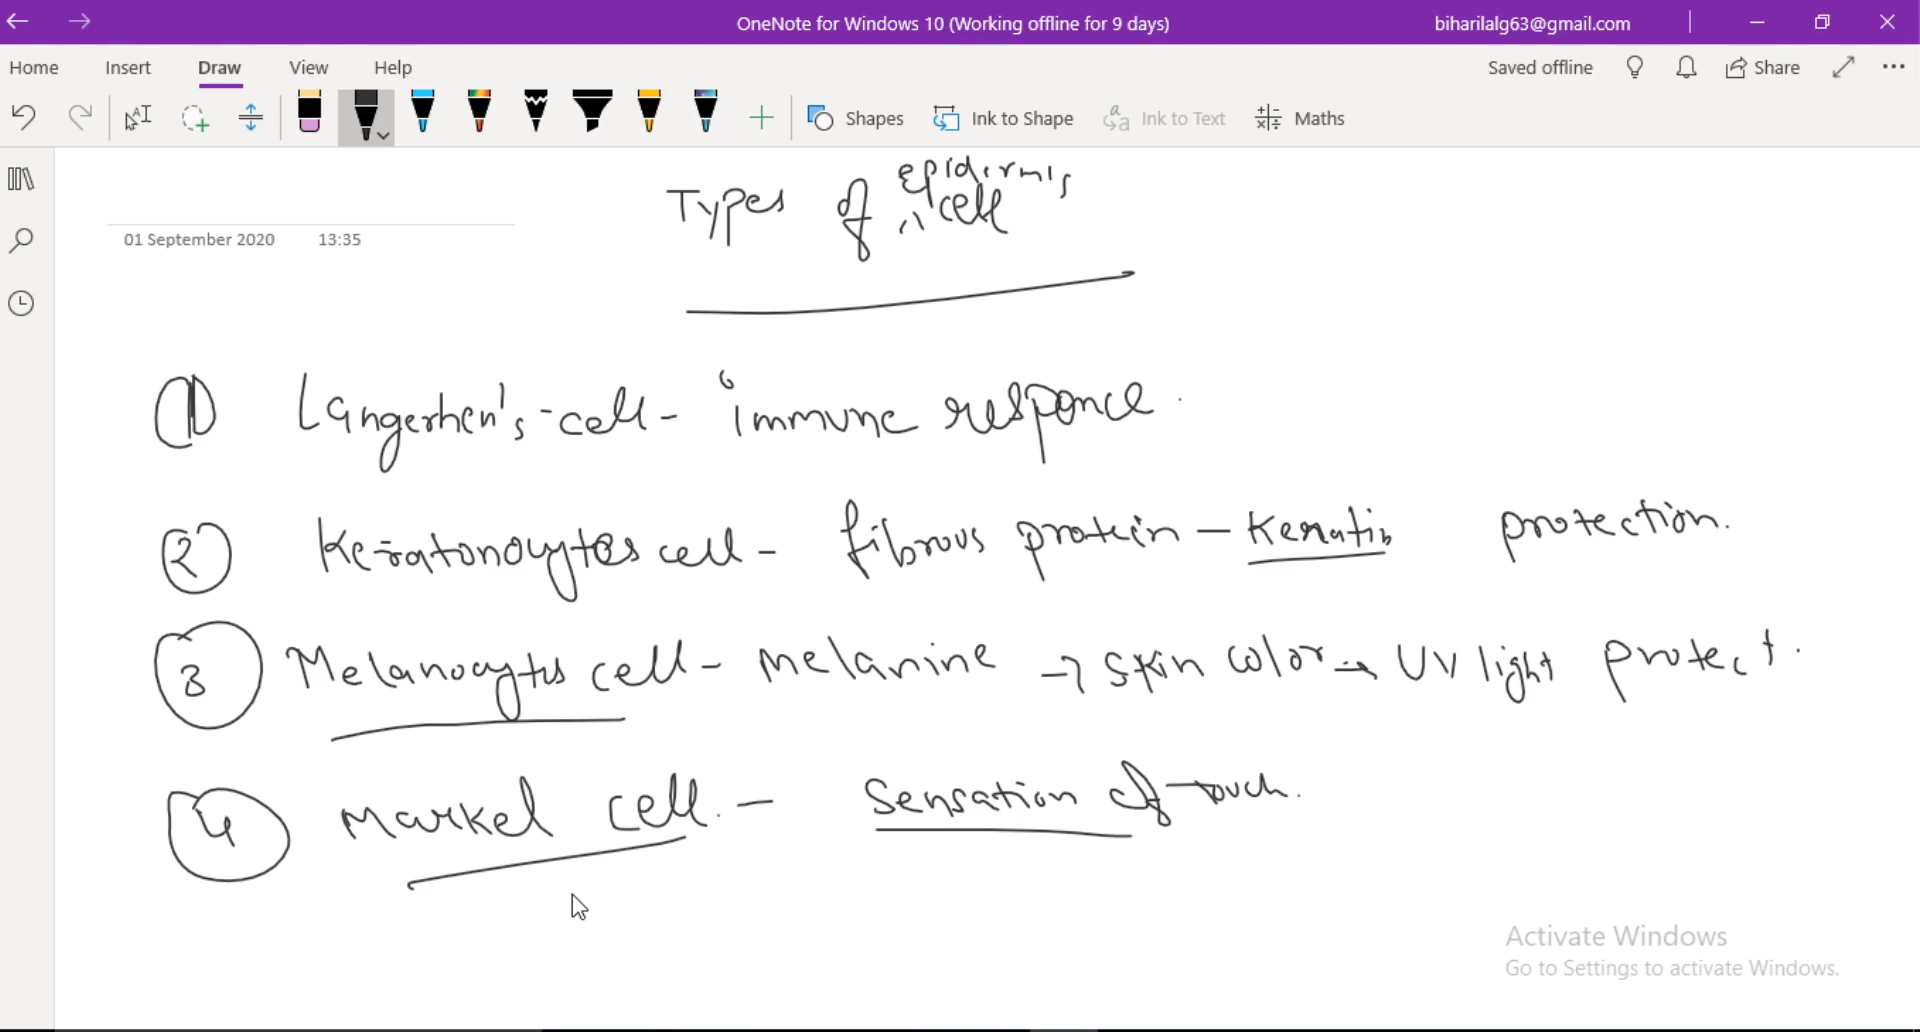 OneNote for Windows 10 (Working offline for 9 days)
biharilalg63@gmail.com
Home Insert Draw View Help
Saved offline Share
Shapes Ink to Shape Ink to Text Maths
epidermis
Types of cell
01 September 2020 13:35
1 Langerhen's-cell- immune responce.
2 Keratonocytes cell - fibrous protein - Keratin protection.
3 Melanocytes cell - melanine → skin color → UV light protect.
4 Markel cell. - Sensation of touch.
Activate Windows
Go to Settings to activate Windows.